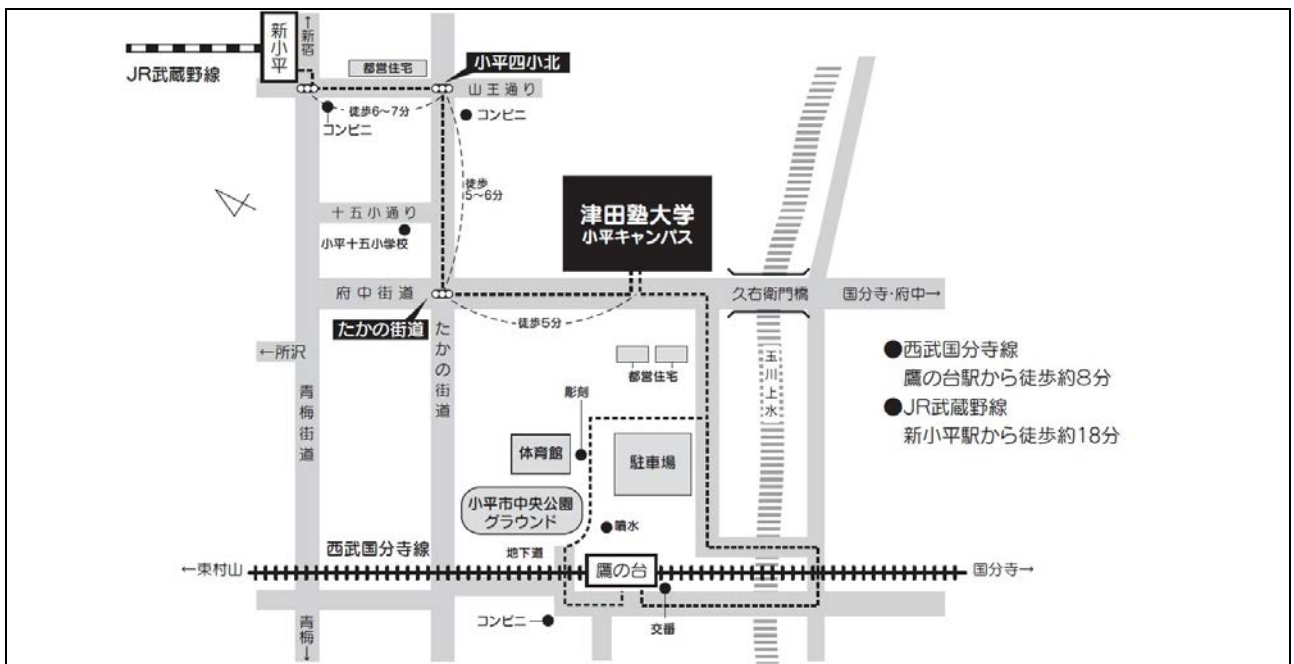 新小平
←新宿
JR武蔵野線
都営住宅
小平四小北
山王通り
徒歩6〜7分
コンビニ
コンビニ
徒歩
5〜6分
十五小通り
小平十五小学校
津田塾大学
小平キャンパス
府中街道
久右衛門橋
国分寺・府中→
たかの街道
徒歩5分
←所沢
たかの街道
青梅街道
都営住宅
玉川上水
●西武国分寺線
鷹の台駅から徒歩約8分
●JR武蔵野線
新小平駅から徒歩約18分
彫刻
体育館
駐車場
小平市中央公園
グラウンド
噴水
西武国分寺線
地下道
←東村山
鷹の台
国分寺→
コンビニ
交番
青梅→